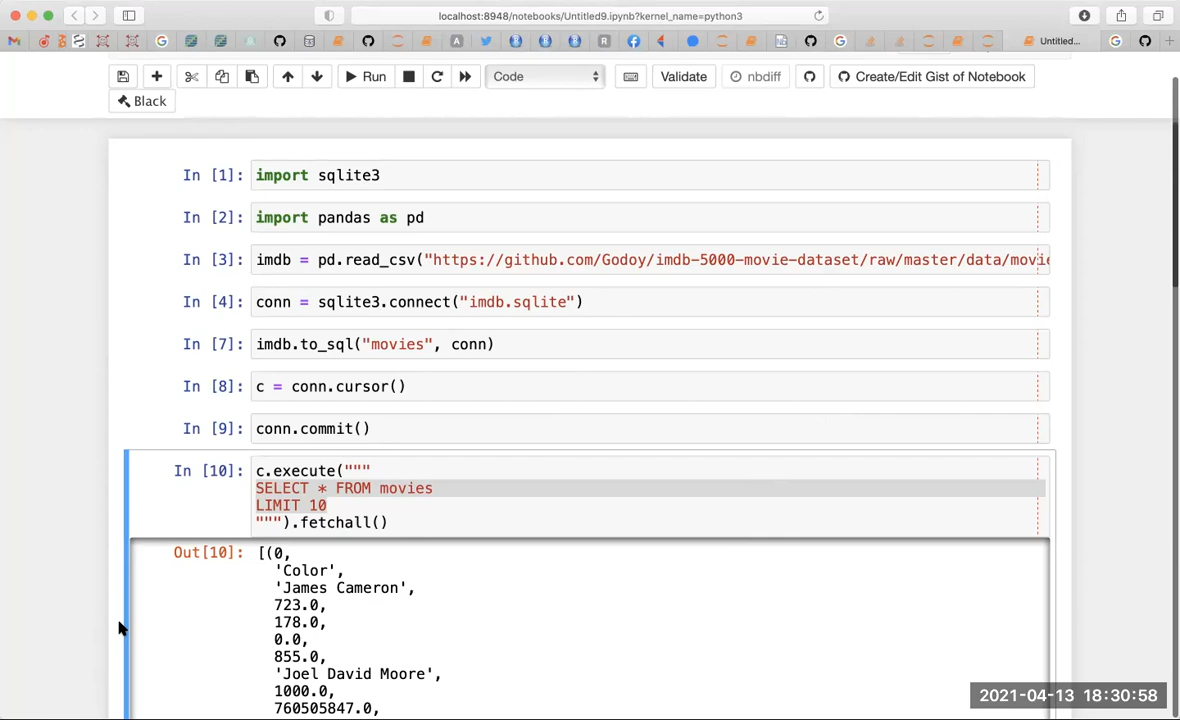 localhost:8948/notebooks/Untitled9.ipynb?kernel_name=python3
Untitled...
Run
Code
Validate
nbdiff
Create/Edit Gist of Notebook
Black
In [1]: import sqlite3
In [2]: import pandas as pd
In [3]: imdb = pd.read_csv("https://github.com/Godoy/imdb-5000-movie-dataset/raw/master/data/movie
In [4]: conn = sqlite3.connect("imdb.sqlite")
In [7]: imdb.to_sql("movies", conn)
In [8]: c = conn.cursor()
In [9]: conn.commit()
In [10]: c.execute("""
SELECT * FROM movies
LIMIT 10
""").fetchall()
Out[10]: [(0,
'Color',
'James Cameron',
723.0,
178.0,
0.0,
855.0,
'Joel David Moore',
1000.0,
760505847.0,
2021-04-13 18:30:58